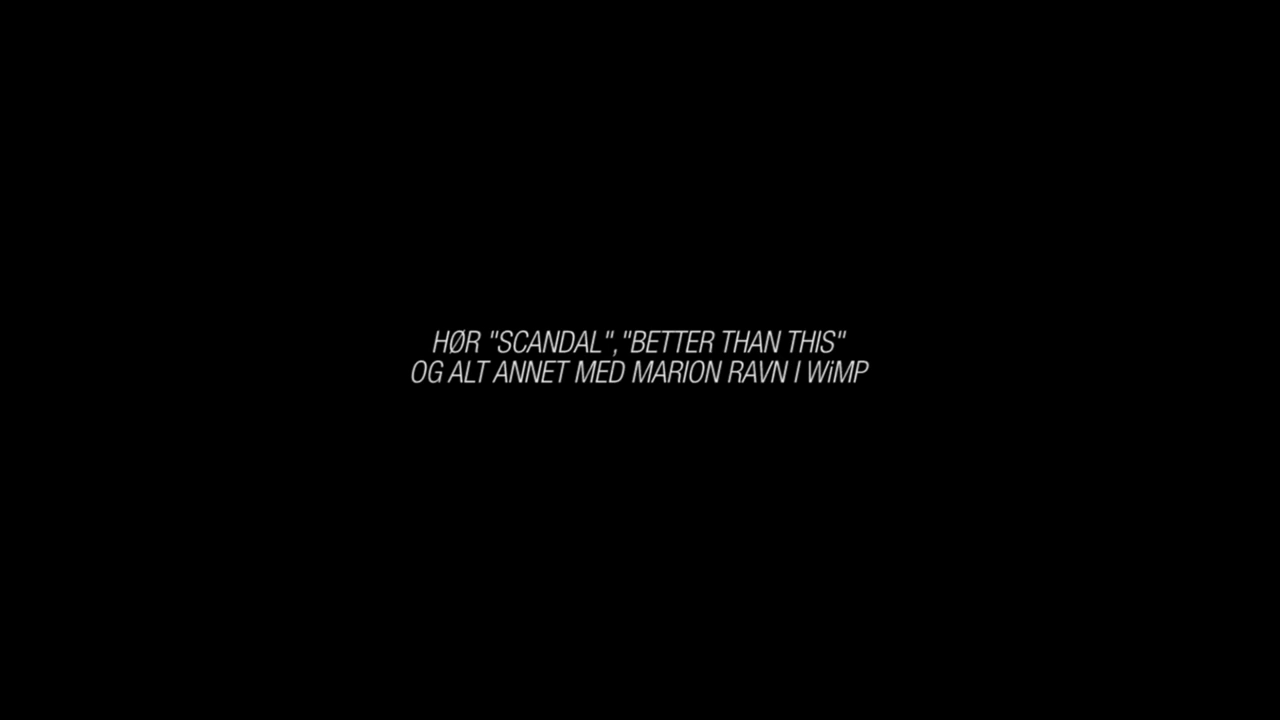 HØR "SCANDAL","BETTER THAN THIS"
OG ALT ANNET MED MARION RAVN I WiMP